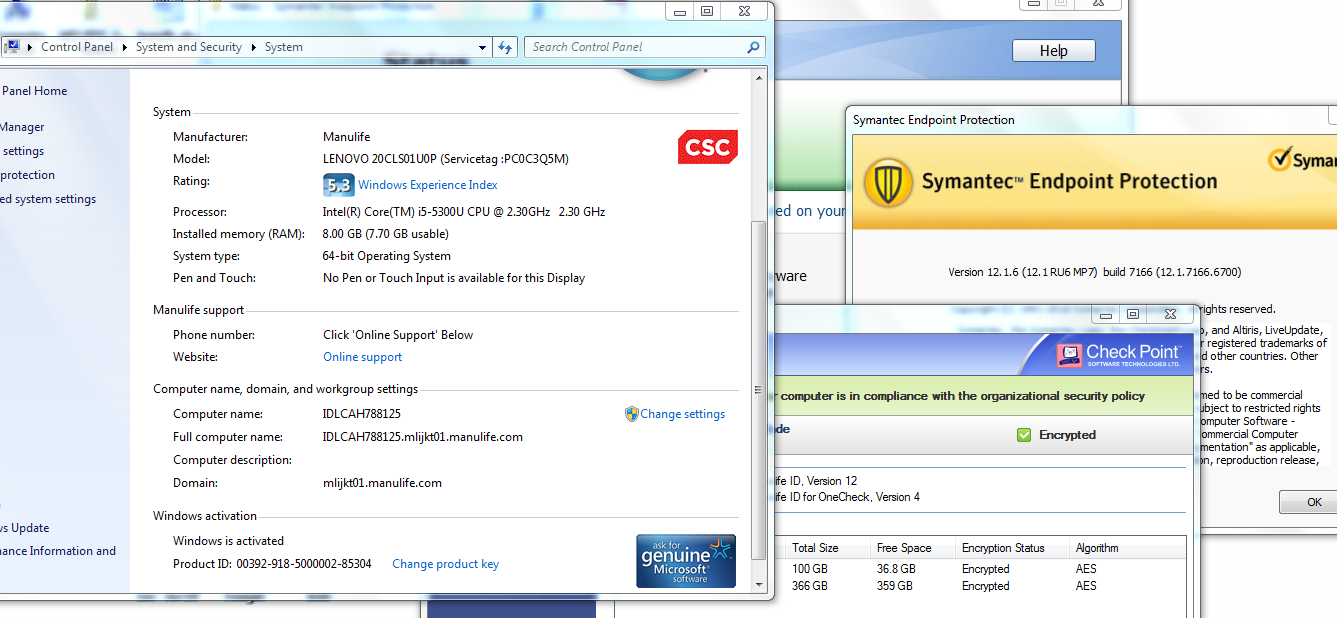 Control Panel ▸ System and Security ▸ System
Search Control Panel
Panel Home
Manager
settings
protection
ed system settings
System
Manufacturer: Manulife
Model: LENOVO 20CLS01U0P (Servicetag :PC0C3Q5M)
CSC
Rating: 5.3 Windows Experience Index
Processor: Intel(R) Core(TM) i5-5300U CPU @ 2.30GHz 2.30 GHz
Installed memory (RAM): 8.00 GB (7.70 GB usable)
System type: 64-bit Operating System
Pen and Touch: No Pen or Touch Input is available for this Display
Manulife support
Phone number: Click 'Online Support' Below
Website: Online support
Computer name, domain, and workgroup settings
Computer name: IDLCAH788125
Change settings
Full computer name: IDLCAH788125.mlijkt01.manulife.com
Computer description:
Domain: mlijkt01.manulife.com
Windows activation
Windows is activated
Product ID: 00392-918-5000002-85304 Change product key
ask for
genuine
Microsoft
software
vs Update
nance Information and
Status
Help
ed on your
ware
Symantec Endpoint Protection
Syman
Symantec™ Endpoint Protection
Version 12.1.6 (12.1 RU6 MP7) build 7166 (12.1.7166.6700)
rights reserved.
, and Altiris, LiveUpdate,
r registered trademarks of
d other countries. Other
rs.
med to be commercial
ubject to restricted rights
omputer Software -
ommercial Computer
mentation" as applicable,
on, reproduction release,
OK
Check Point™
SOFTWARE TECHNOLOGIES LTD.
r computer is in compliance with the organizational security policy
de
Encrypted
ife ID, Version 12
ife ID for OneCheck, Version 4
Total Size Free Space Encryption Status Algorithm
100 GB 36.8 GB Encrypted AES
366 GB 359 GB Encrypted AES